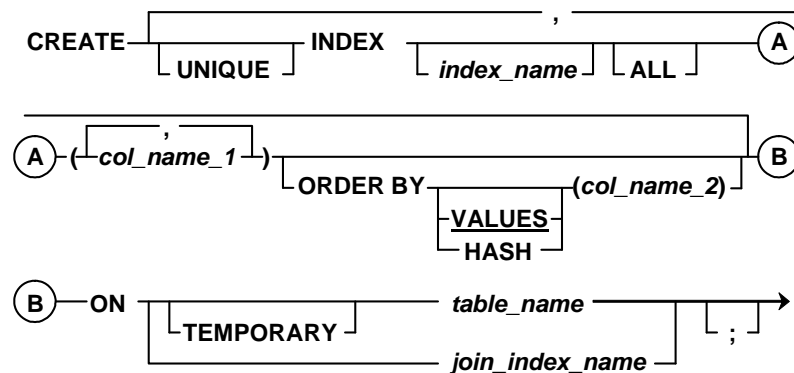 ,
CREATE INDEX A
UNIQUE index_name ALL
,
A ( col_name_1 ) B
ORDER BY (col_name_2)
VALUES
HASH
B ON table_name
TEMPORARY ;
join_index_name